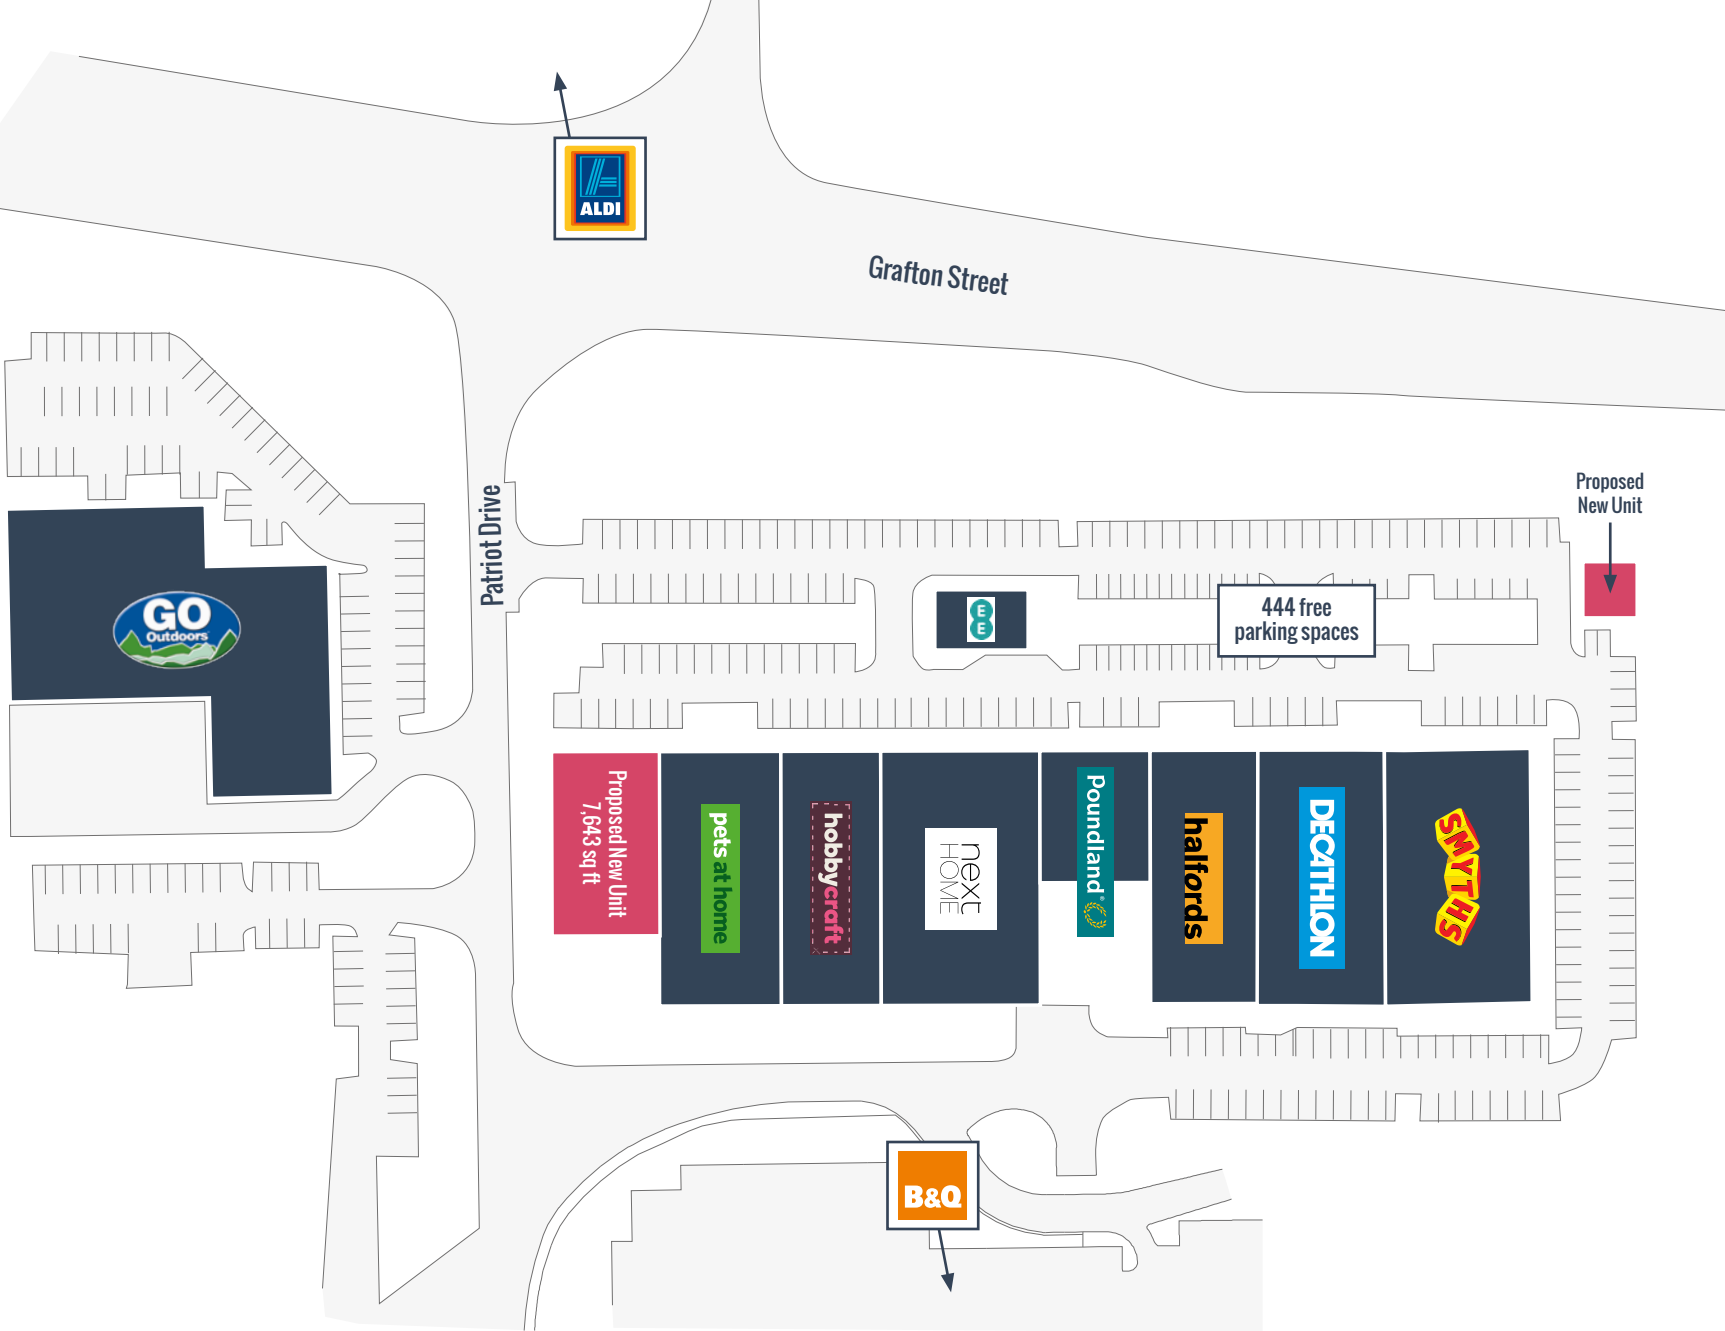 ALDI
Grafton Street
Proposed
New Unit
Patriot Drive
GO
Outdoors
E
E
444 free
parking spaces
Proposed New Unit
7,643 sq ft
pets at home
hobbycraft
next
HOME
Poundland
halfords
DECATHLON
SMYTHS
B&Q